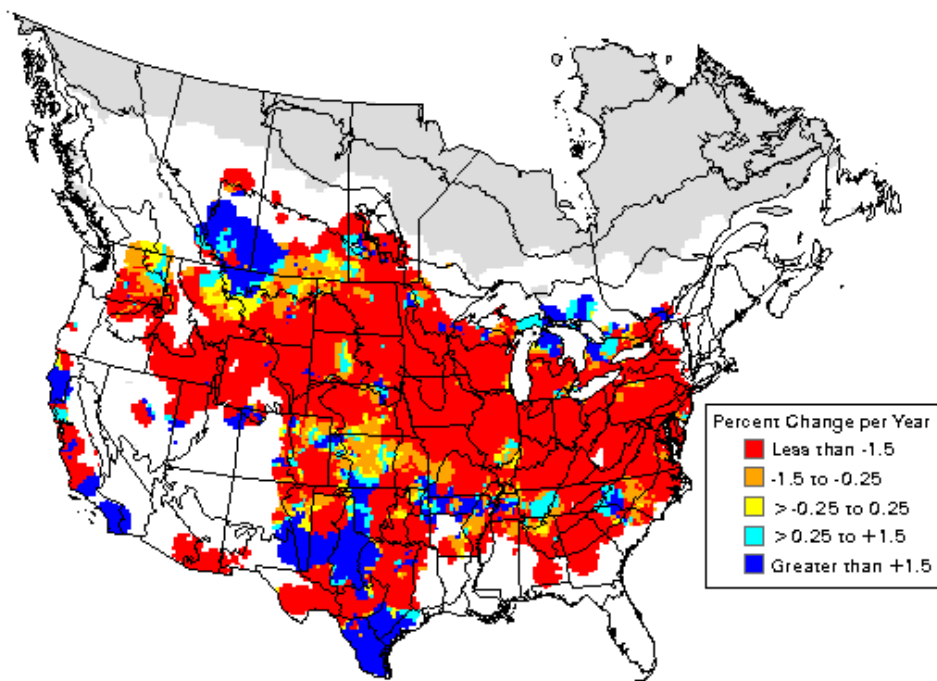 Percent Change per Year
Less than -1.5
-1.5 to -0.25
>-0.25 to 0.25
>0.25 to +1.5
Greater than +1.5